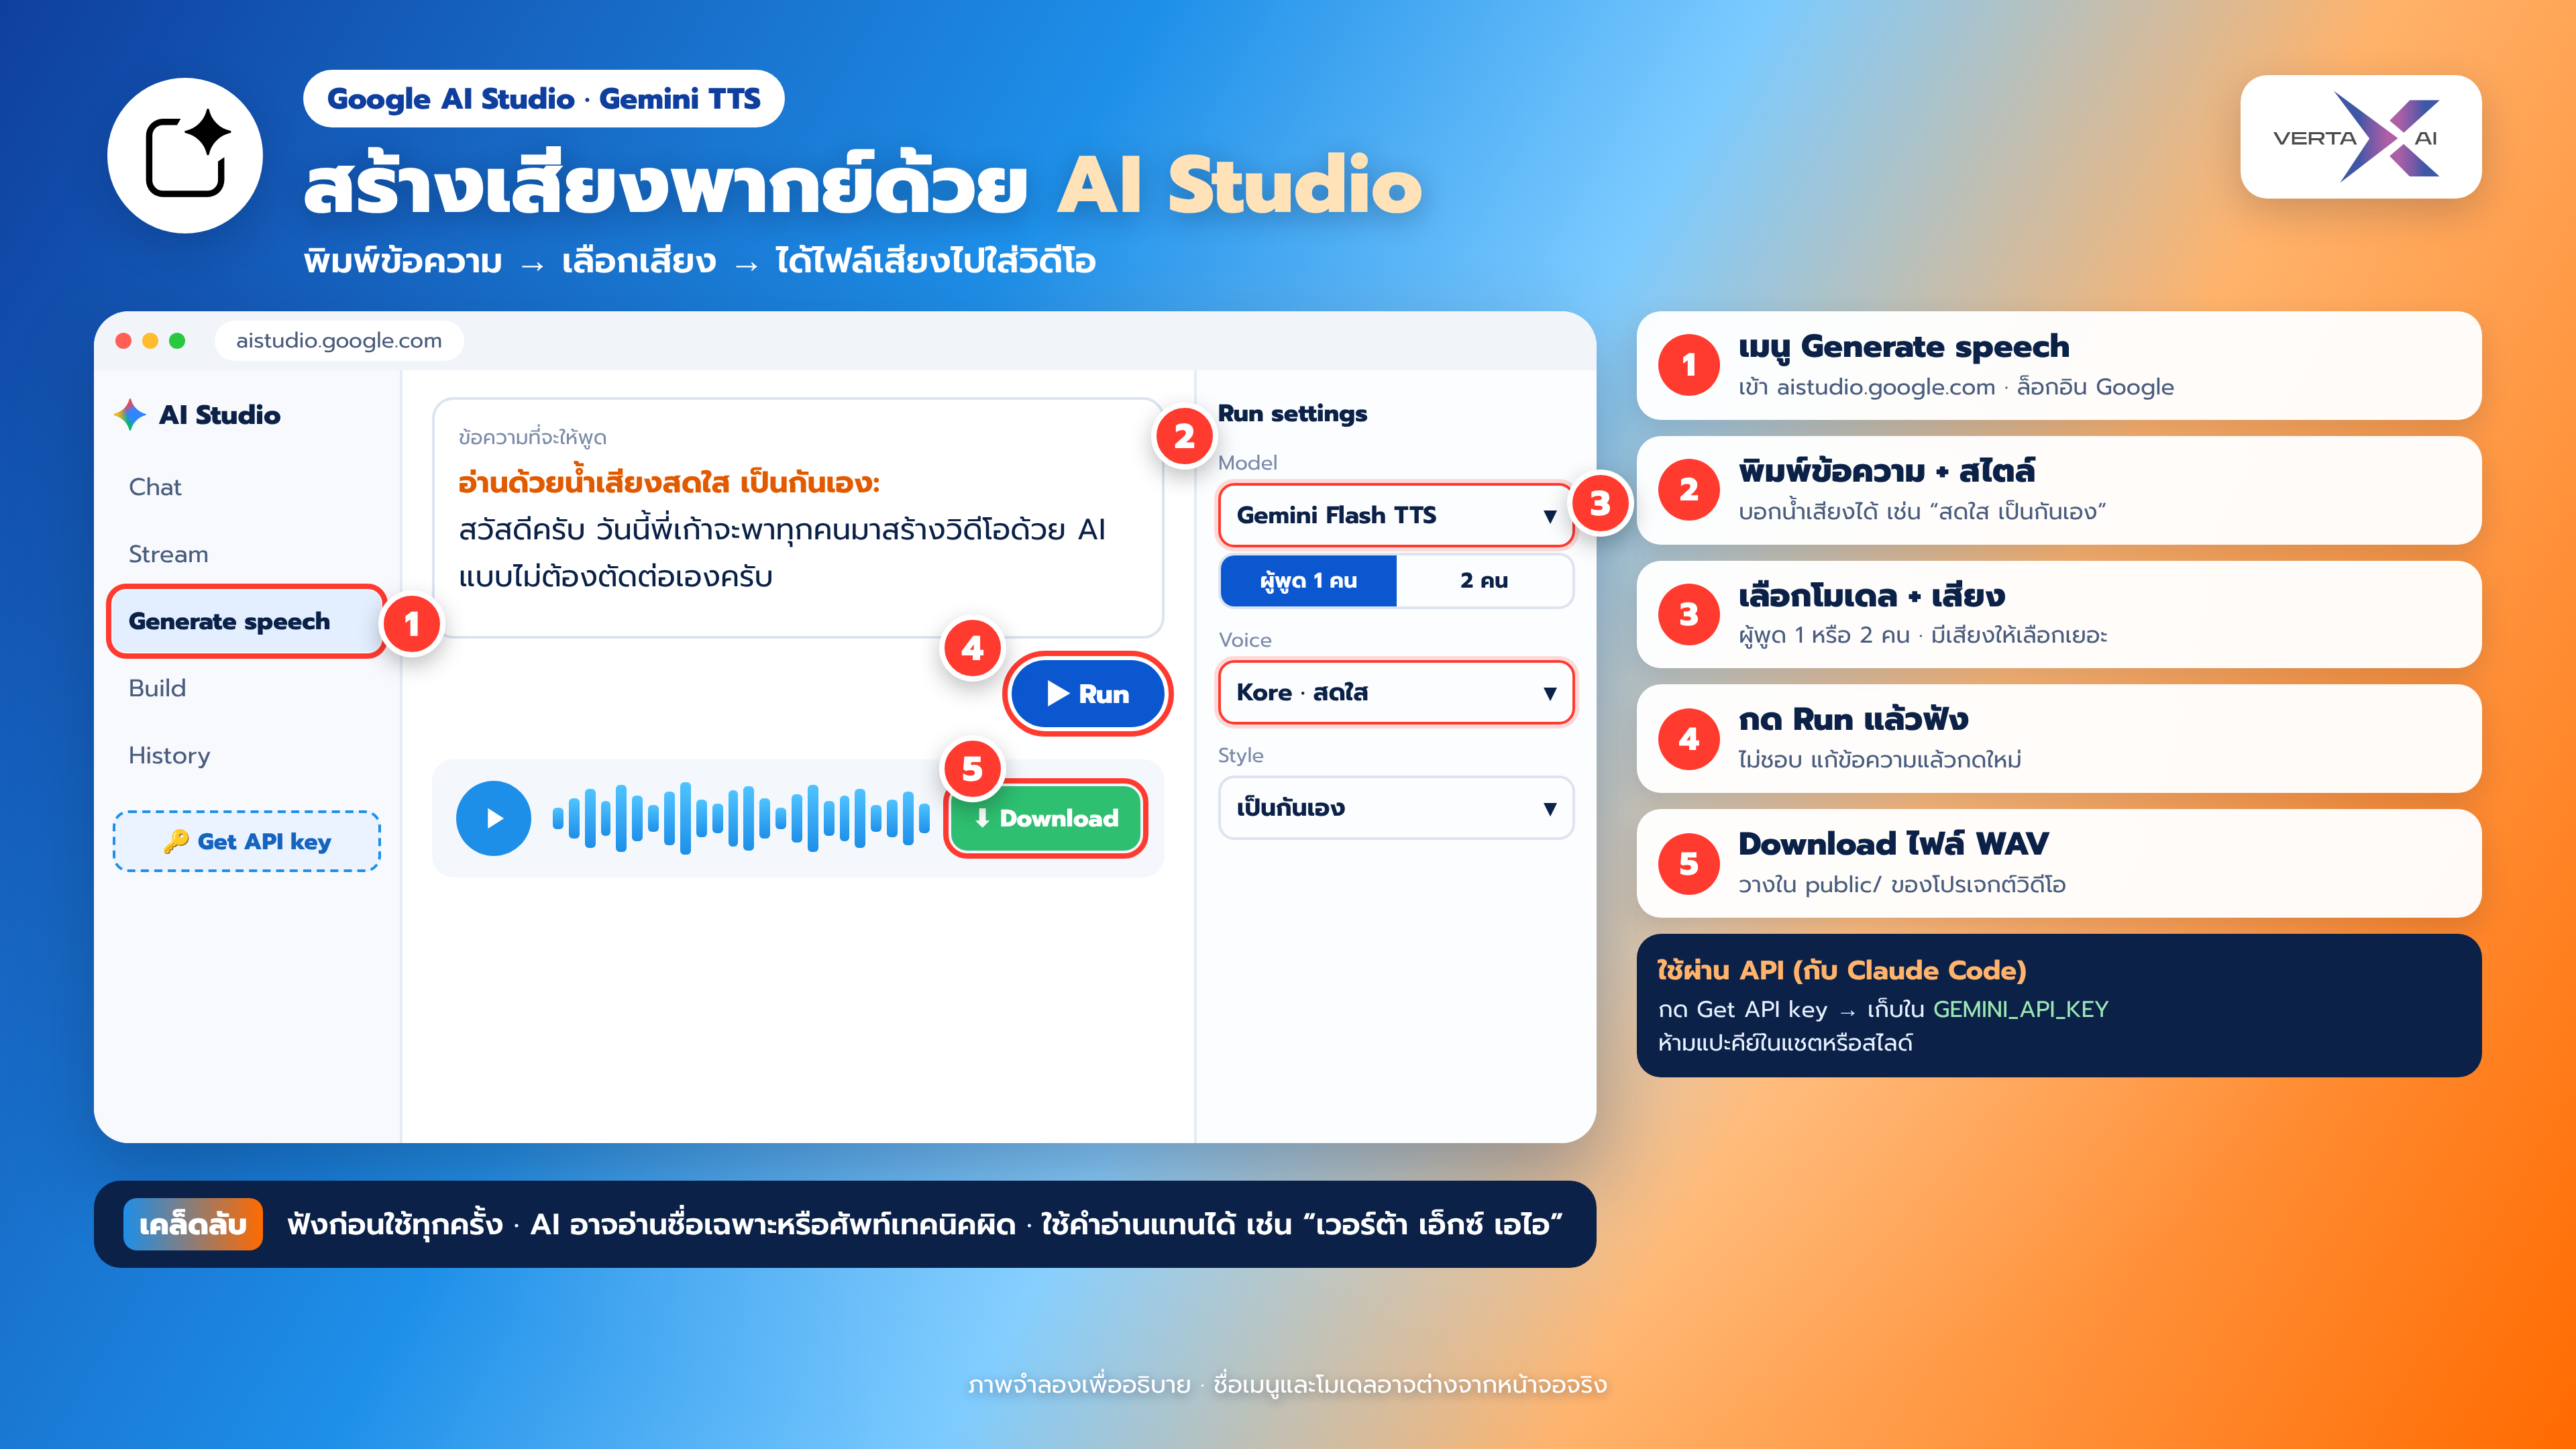 Google AI Studio · Gemini TTS
สร้างเสียงพากย์ด้วย AI Studio
พิมพ์ข้อความ → เลือกเสียง → ได้ไฟล์เสียงไปใส่วิดีโอ
VERTA X AI
aistudio.google.com
AI Studio
Chat
Stream
Generate speech
1
Build
History
🔑 Get API key
ข้อความที่จะให้พูด
อ่านด้วยน้ำเสียงสดใส เป็นกันเอง:
สวัสดีครับ วันนี้พี่เก้าจะพาทุกคนมาสร้างวิดีโอด้วย AI
แบบไม่ต้องตัดต่อเองครับ
2
4
▶ Run
5
⬇ Download
Run settings
Model
Gemini Flash TTS ▼
3
ผู้พูด 1 คน
2 คน
Voice
Kore · สดใส ▼
Style
เป็นกันเอง ▼
1 เมนู Generate speech
เข้า aistudio.google.com · ล็อกอิน Google
2 พิมพ์ข้อความ + สไตล์
บอกน้ำเสียงได้ เช่น “สดใส เป็นกันเอง”
3 เลือกโมเดล + เสียง
ผู้พูด 1 หรือ 2 คน · มีเสียงให้เลือกเยอะ
4 กด Run แล้วฟัง
ไม่ชอบ แก้ข้อความแล้วกดใหม่
5 Download ไฟล์ WAV
วางใน public/ ของโปรเจกต์วิดีโอ
ใช้ผ่าน API (กับ Claude Code)
กด Get API key → เก็บใน GEMINI_API_KEY
ห้ามแปะคีย์ในแชตหรือสไลด์
เคล็ดลับ ฟังก่อนใช้ทุกครั้ง · AI อาจอ่านชื่อเฉพาะหรือศัพท์เทคนิคผิด · ใช้คำอ่านแทนได้ เช่น “เวอร์ต้า เอ็กซ์ เอไอ”
ภาพจำลองเพื่ออธิบาย · ชื่อเมนูและโมเดลอาจต่างจากหน้าจอจริง